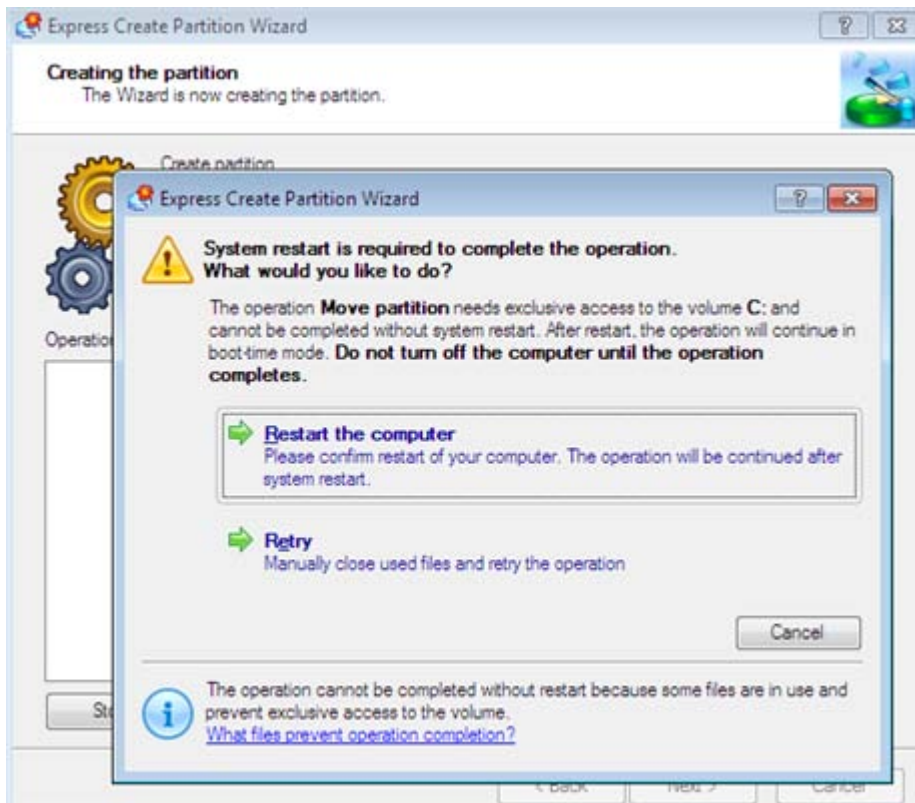 Express Create Partition Wizard
Creating the partition
The Wizard is now creating the partition.
Create partition
Express Create Partition Wizard
System restart is required to complete the operation.
What would you like to do?
The operation Move partition needs exclusive access to the volume C: and
cannot be completed without system restart. After restart, the operation will continue in
boot-time mode. Do not turn off the computer until the operation
completes.
Operation
Restart the computer
Please confirm restart of your computer. The operation will be continued after
system restart.
Retry
Manually close used files and retry the operation
Cancel
The operation cannot be completed without restart because some files are in use and
prevent exclusive access to the volume.
What files prevent operation completion?
< Back Next > Cancel